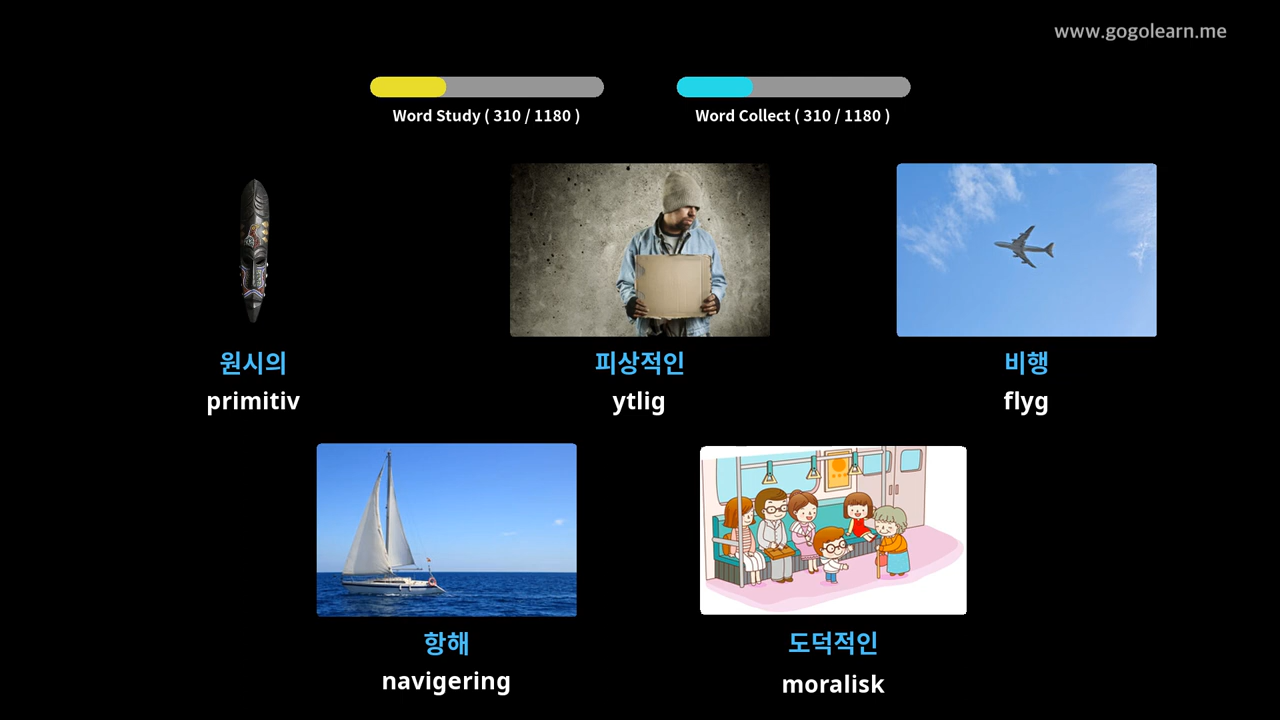 www.gogolearn.me
Word Study ( 310 / 1180 )
Word Collect ( 310 / 1180 )
원시의
primitiv
피상적인
ytlig
비행
flyg
항해
navigering
도덕적인
moralisk